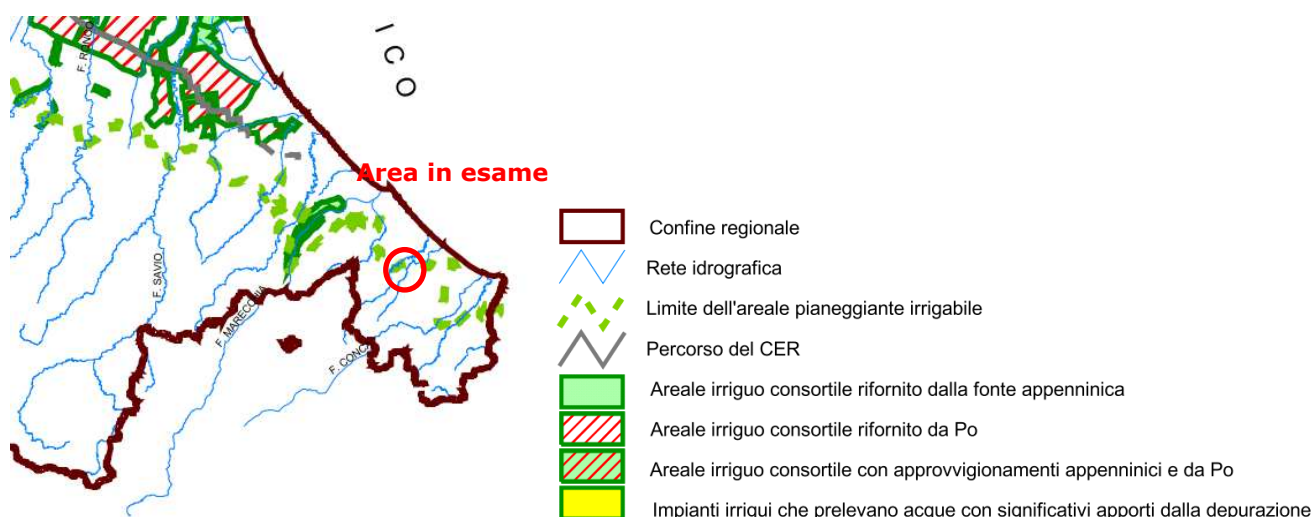 ICO
F. RONCO
Area in esame
F. SAVIO
F. MARECCHIA
F. CONCA
Confine regionale
Rete idrografica
Limite dell'areale pianeggiante irrigabile
Percorso del CER
Areale irriguo consortile rifornito dalla fonte appenninica
Areale irriguo consortile rifornito da Po
Areale irriguo consortile con approvvigionamenti appenninici e da Po
Impianti irrigui che prelevano acque con significativi apporti dalla depurazione